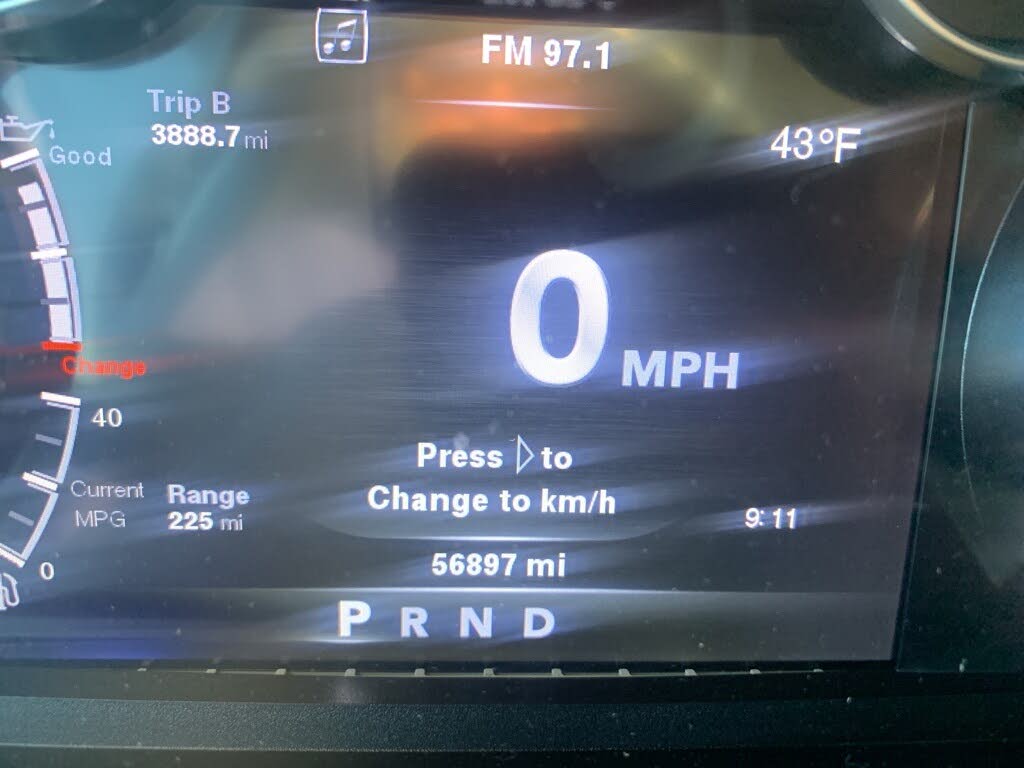 FM 97.1
Trip B
3888.7 mi
43°F
Good
0 MPH
Change
40
Press ▷ to
Change to km/h
Current
MPG
Range
225 mi
9:11
56897 mi
0
P R N D